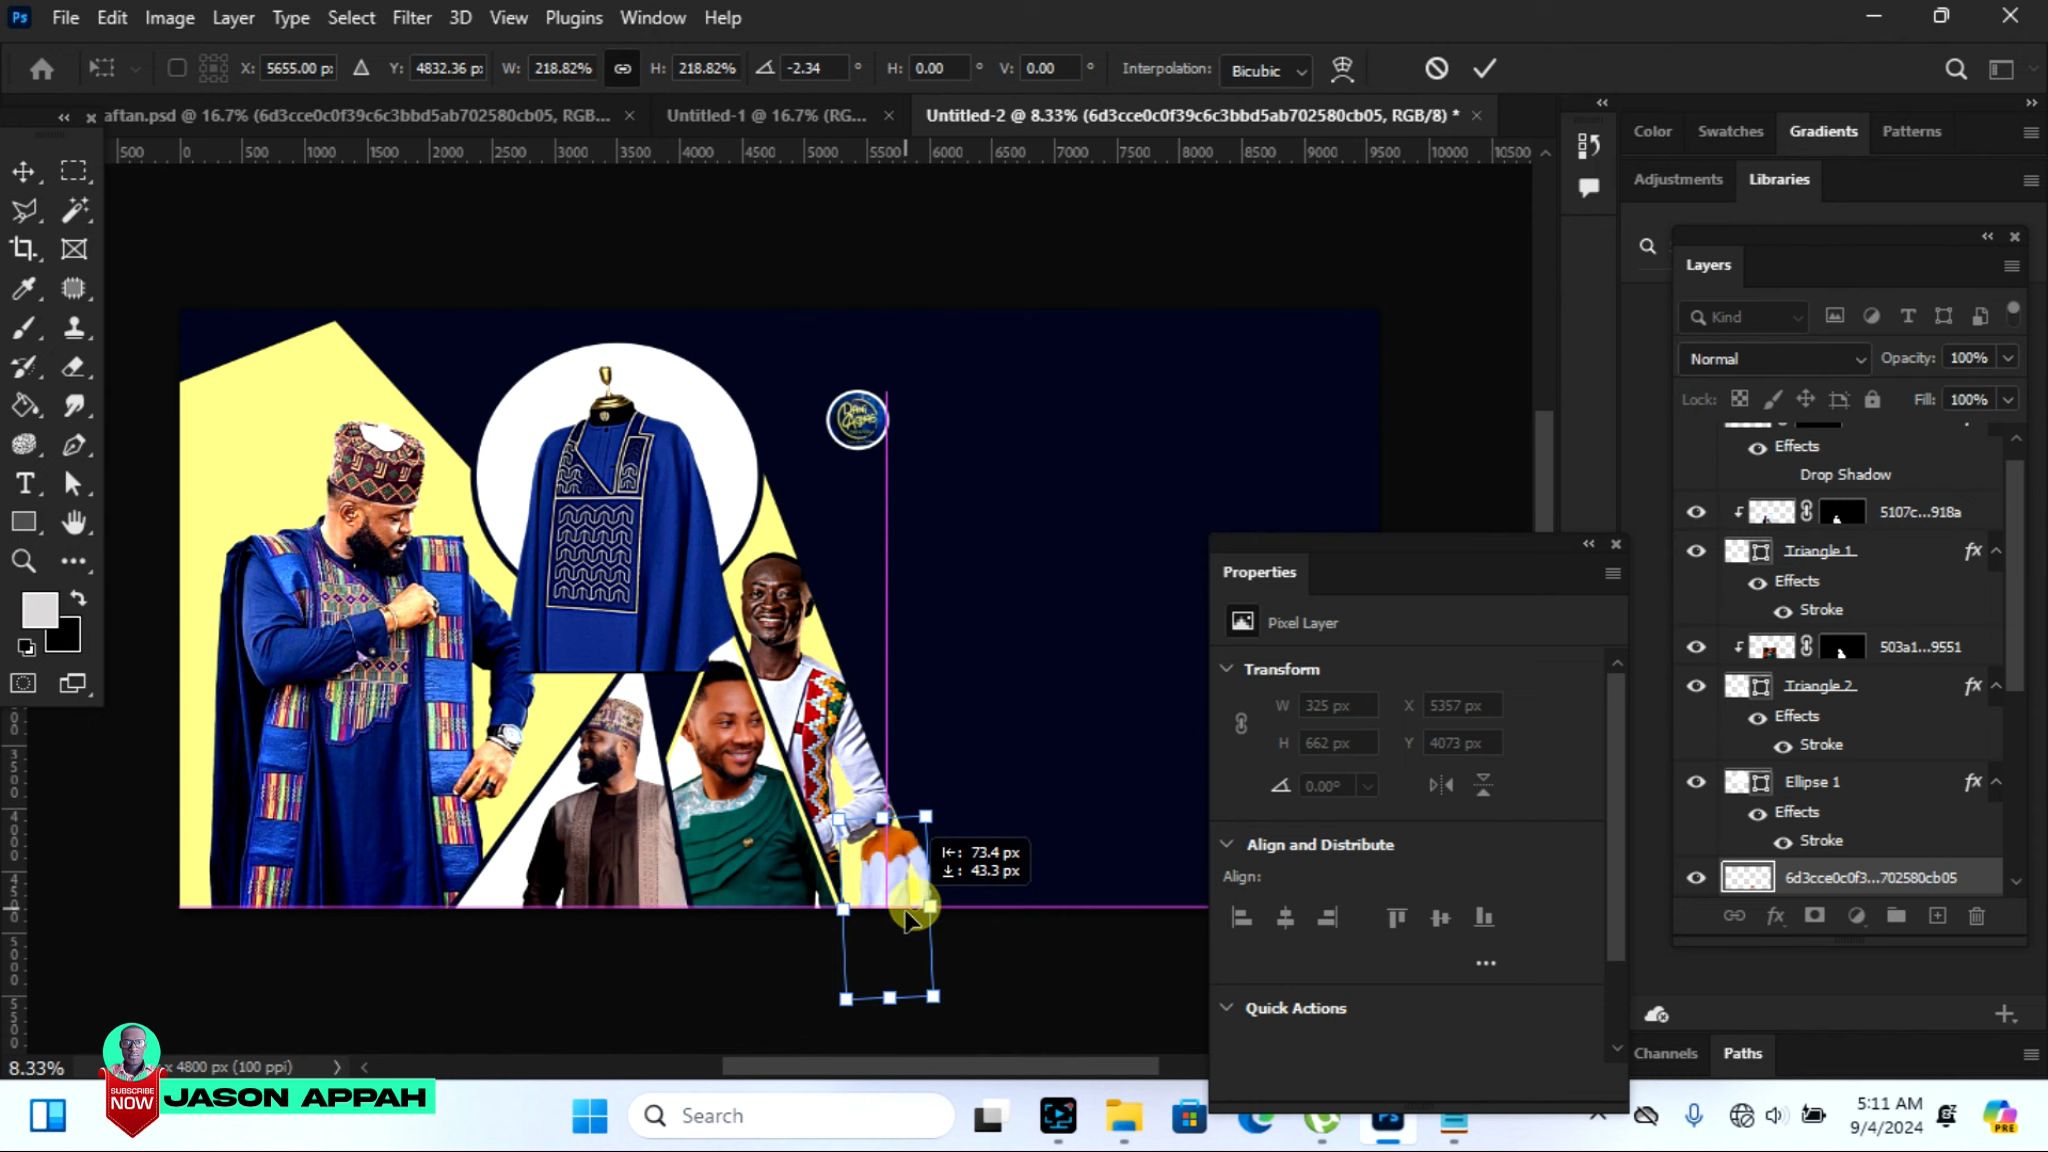 Ps File Edit Image Layer Type Select Filter 3D View Plugins Window Help
X: 5655.00 p: Y: 4832.36 p: W: 218.82% H: 218.82% -2.34 ° H: 0.00 ° V: 0.00 ° Interpolation: Bicubic
aftan.psd @ 16.7% (6d3cce0c0f39c6c3bbd5ab702580cb05, RGB... × Untitled-1 @ 16.7% (RG... × Untitled-2 @ 8.33% (6d3cce0c0f39c6c3bbd5ab702580cb05, RGB/8) * ×
500 0 500 1000 1500 2000 2500 3000 3500 4000 4500 5000 5500 6000 6500 7000 7500 8000 8500 9000 9500 10000 10500
Color Swatches Gradients Patterns
Adjustments Libraries
Layers
Kind
Normal Opacity: 100%
Lock: Fill: 100%
Effects
Drop Shadow
5107c...918a
Triangle 1 fx
Effects
Stroke
503a1...9551
Triangle 2 fx
Effects
Stroke
Ellipse 1 fx
Effects
Stroke
6d3cce0c0f3...702580cb05
fx
Channels Paths
Properties
Pixel Layer
Transform
W 325 px X 5357 px
H 662 px Y 4073 px
0.00°
Align and Distribute
Align:
Quick Actions
73.4 px
43.3 px
8.33% x 4800 px (100 ppi)
SUBSCRIBE
NOW
JASON APPAH
Search
Ps
5:11 AM
9/4/2024
PRE